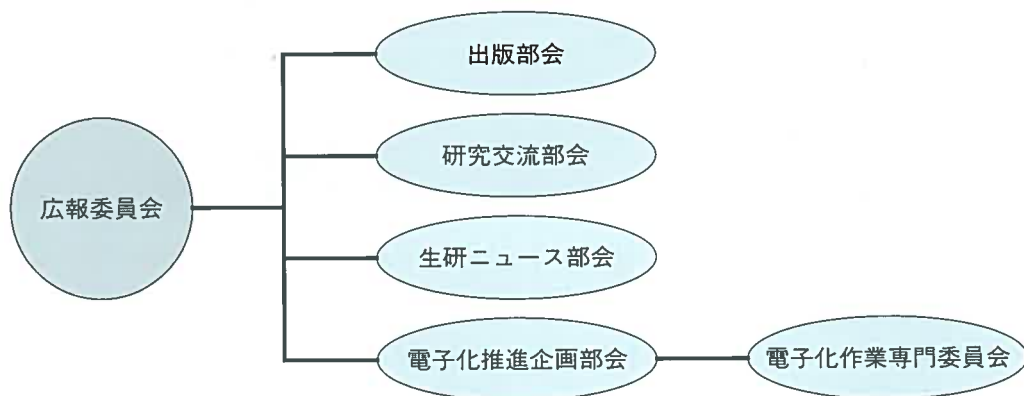 出版部会
研究交流部会
広報委員会
生研ニュース部会
電子化推進企画部会
電子化作業専門委員会